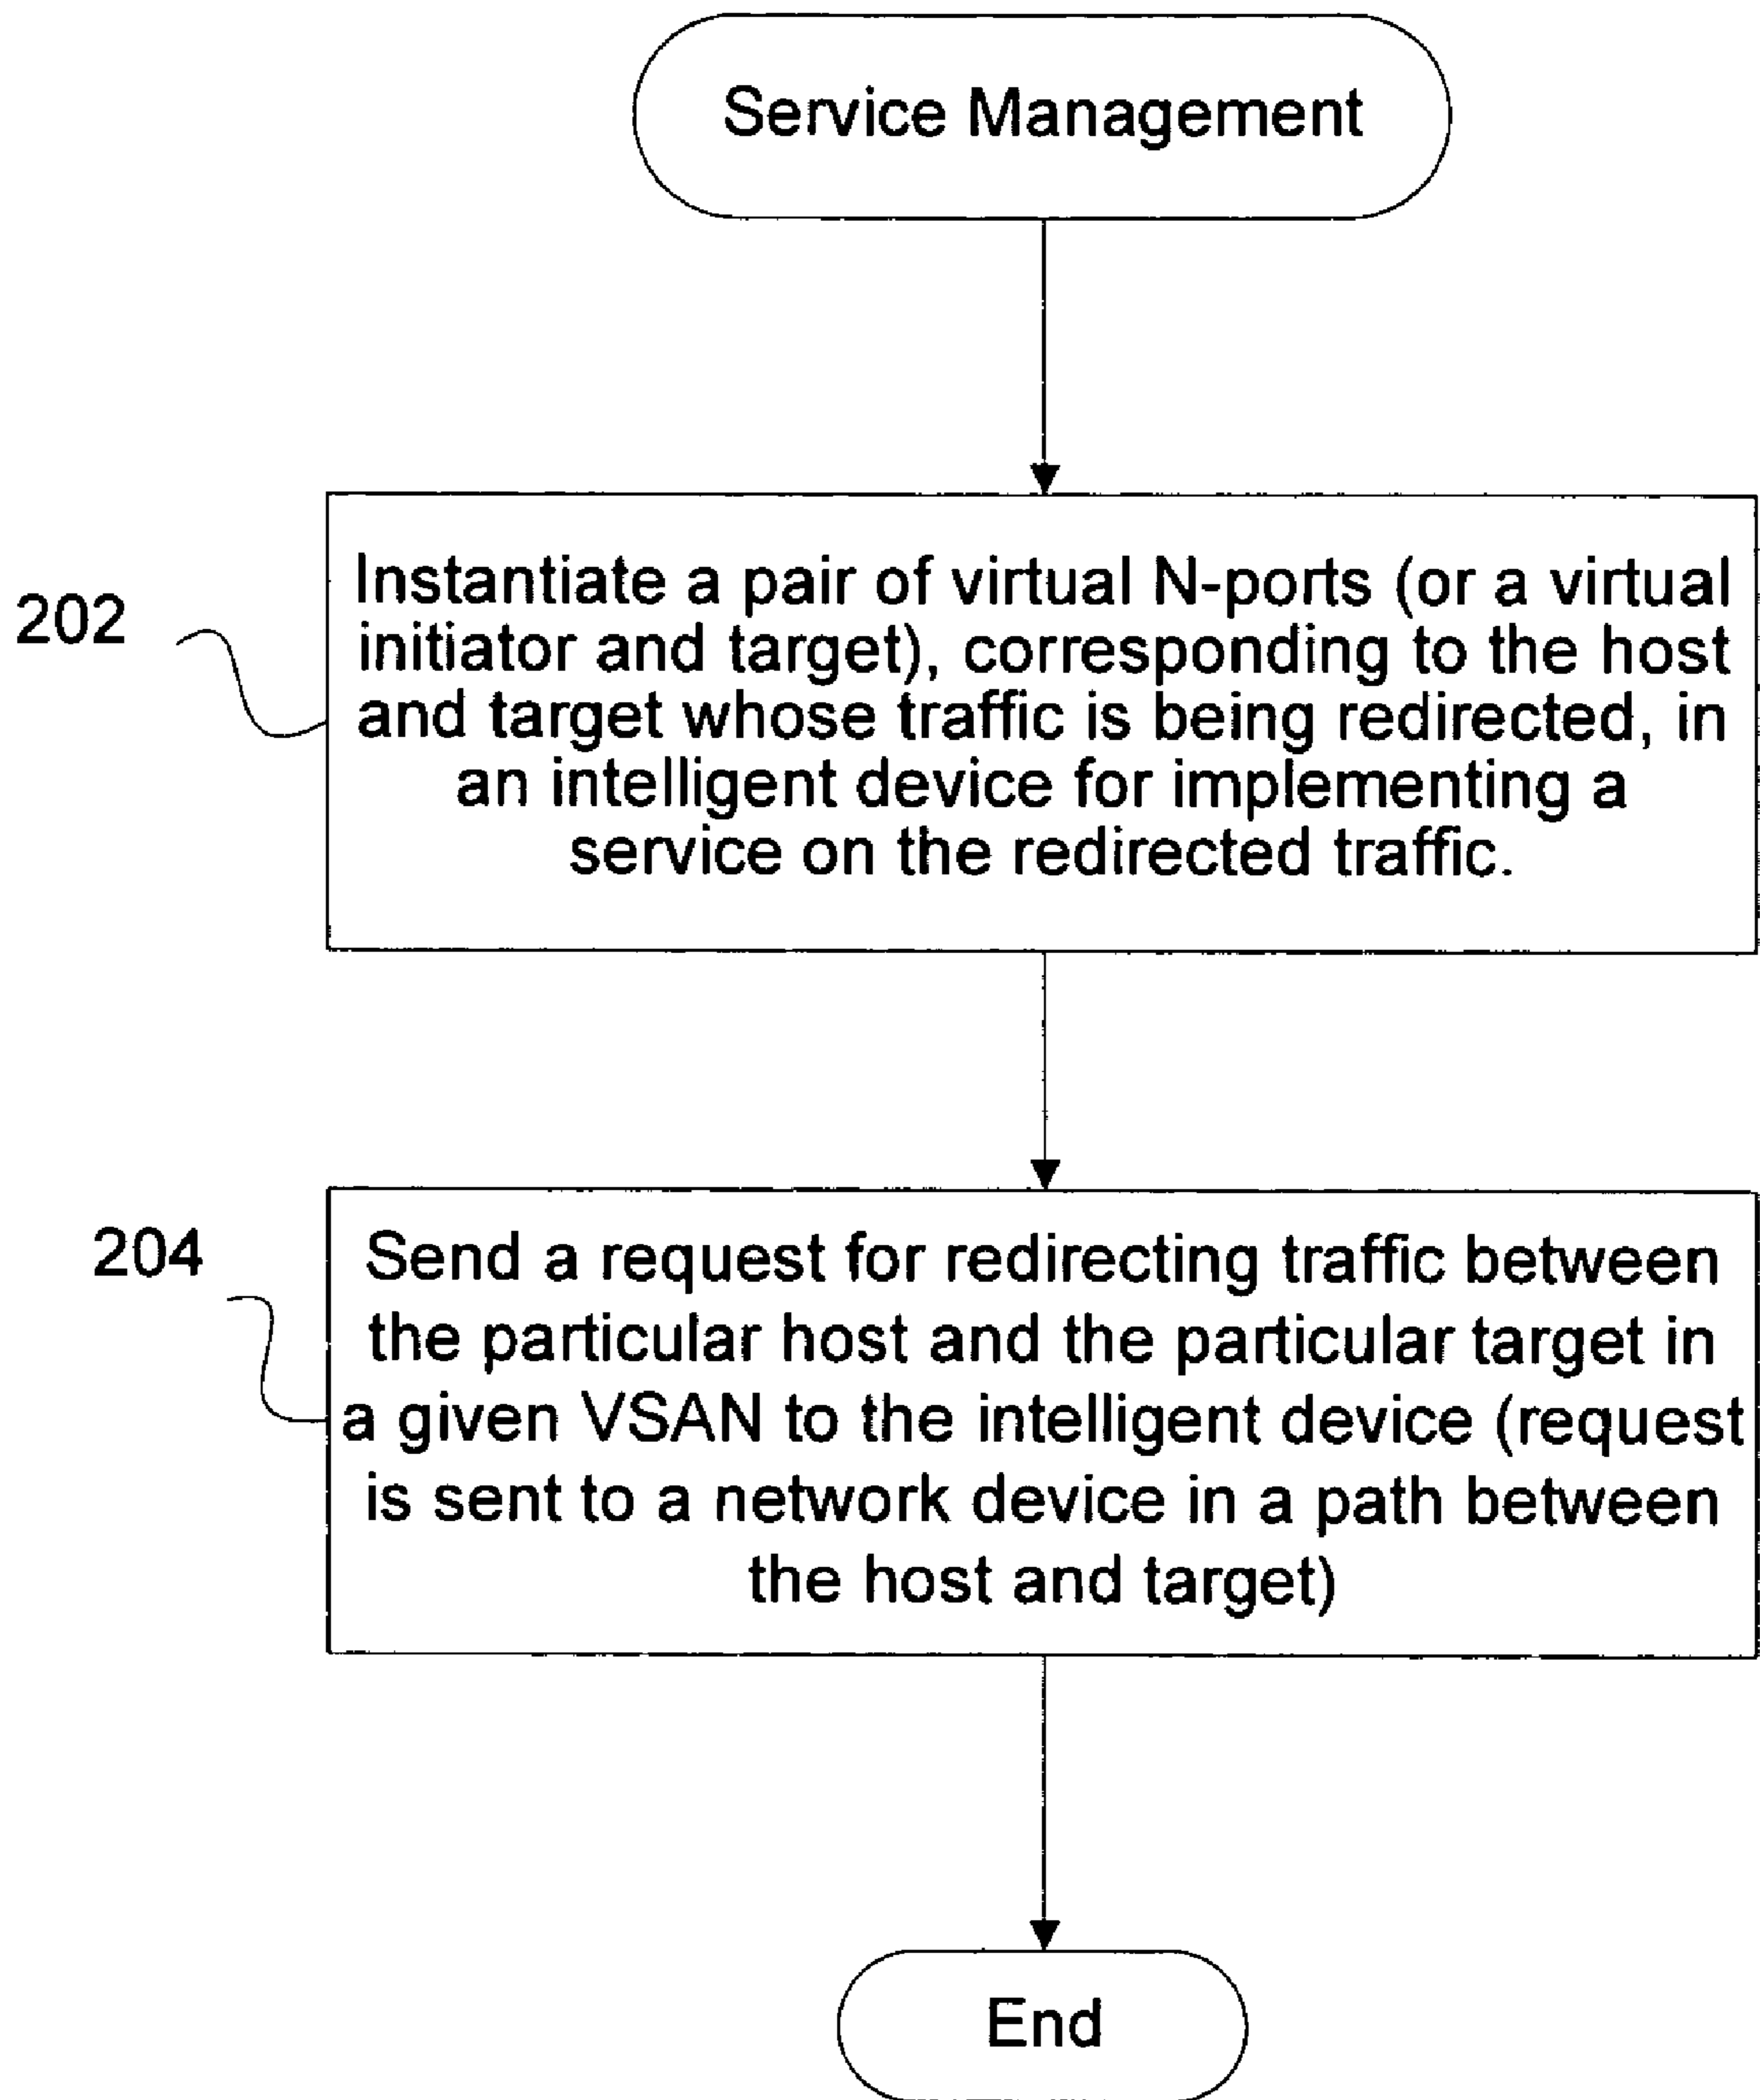 Service Management
202
Instantiate a pair of virtual N-ports (or a virtual
initiator and target), corresponding to the host
and target whose traffic is being redirected, in
an intelligent device for implementing a
service on the redirected traffic.
204
Send a request for redirecting traffic between
the particular host and the particular target in
a given VSAN to the intelligent device (request
is sent to a network device in a path between
the host and target)
End